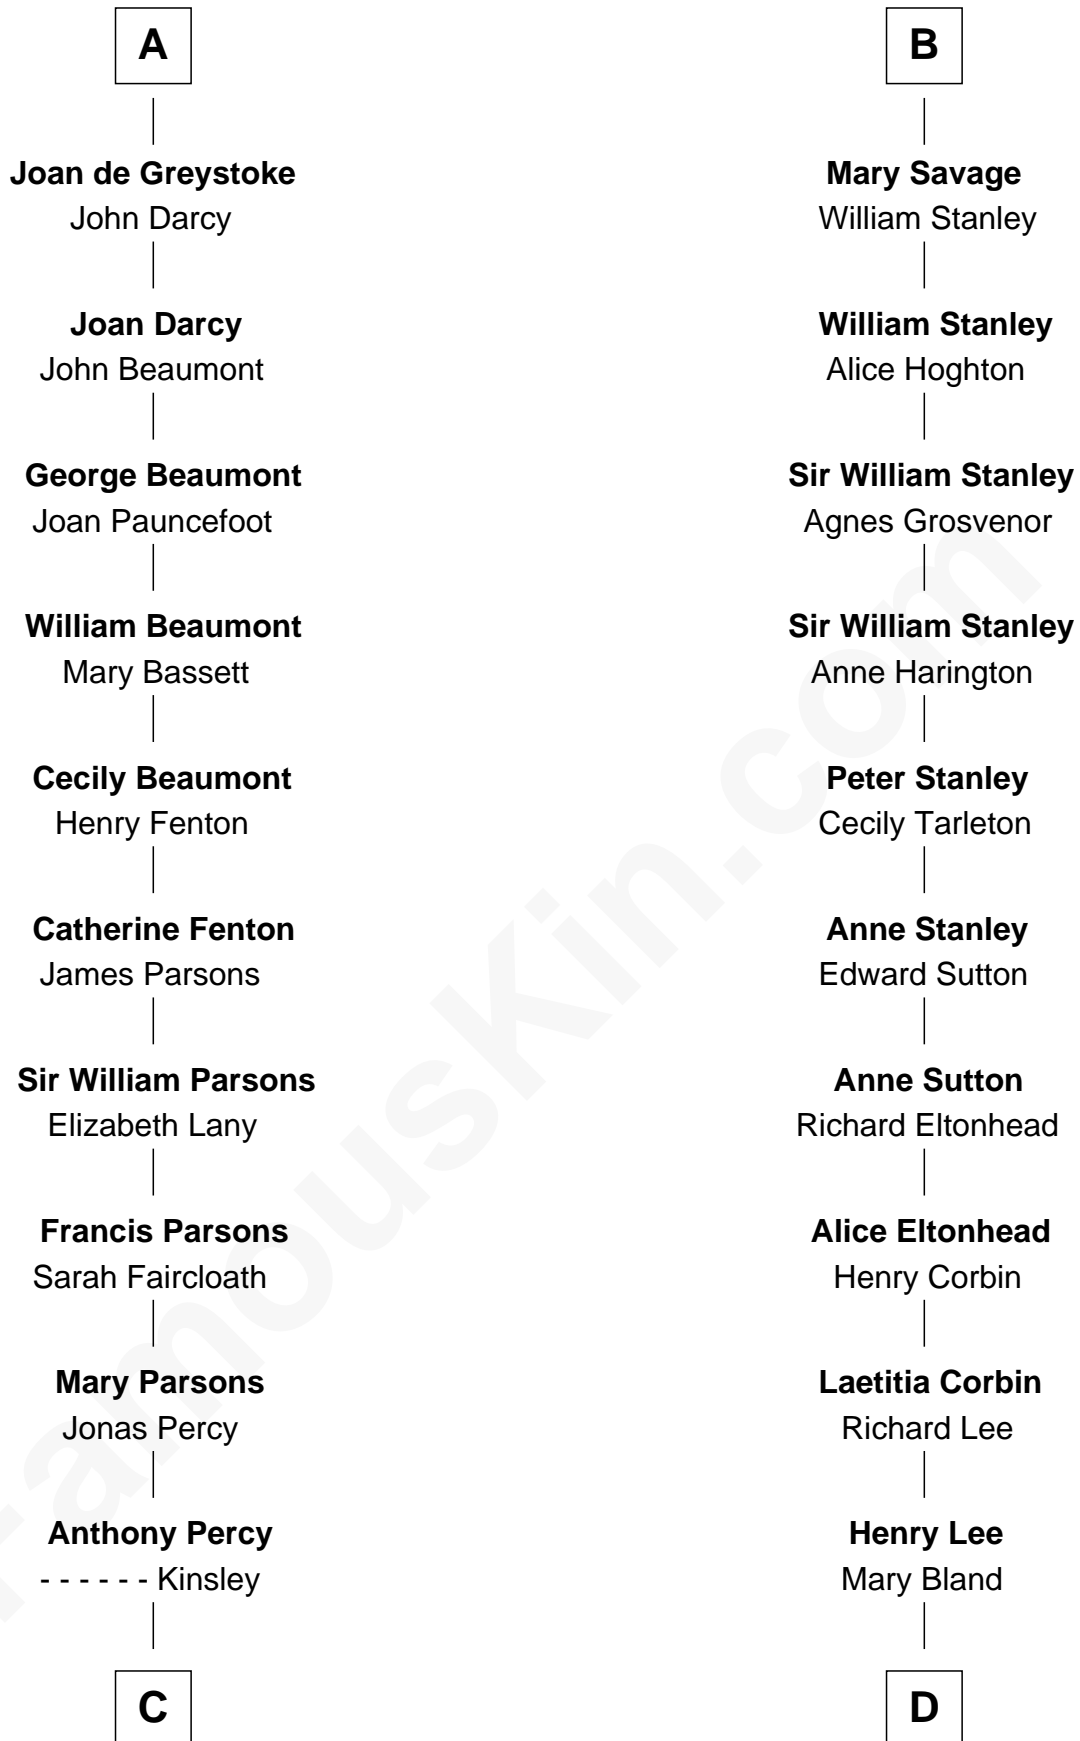 A
B
Joan de Greystoke
John Darcy
Mary Savage
William Stanley
Joan Darcy
John Beaumont
William Stanley
Alice Hoghton
George Beaumont
Joan Pauncefoot
Sir William Stanley
Agnes Grosvenor
William Beaumont
Mary Bassett
Sir William Stanley
Anne Harington
Cecily Beaumont
Henry Fenton
Peter Stanley
Cecily Tarleton
Catherine Fenton
James Parsons
Anne Stanley
Edward Sutton
Sir William Parsons
Elizabeth Lany
Anne Sutton
Richard Eltonhead
Francis Parsons
Sarah Faircloath
Alice Eltonhead
Henry Corbin
Mary Parsons
Jonas Percy
Laetitia Corbin
Richard Lee
Anthony Percy
- - - - - - Kinsley
Henry Lee
Mary Bland
C
D
FamousKin.com